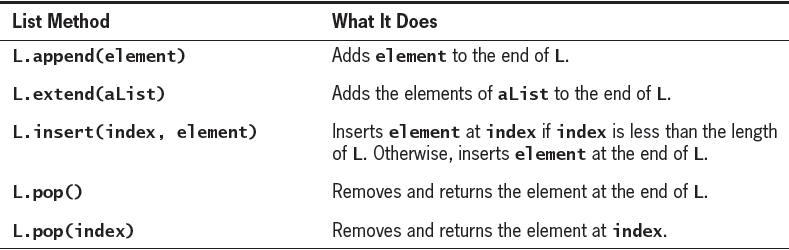 List Method What It Does
L.append(element) Adds element to the end of L.
L.extend(aList) Adds the elements of aList to the end of L.
L.insert(index, element) Inserts element at index if index is less than the length
of L. Otherwise, inserts element at the end of L.
L.pop() Removes and returns the element at the end of L.
L.pop(index) Removes and returns the element at index.